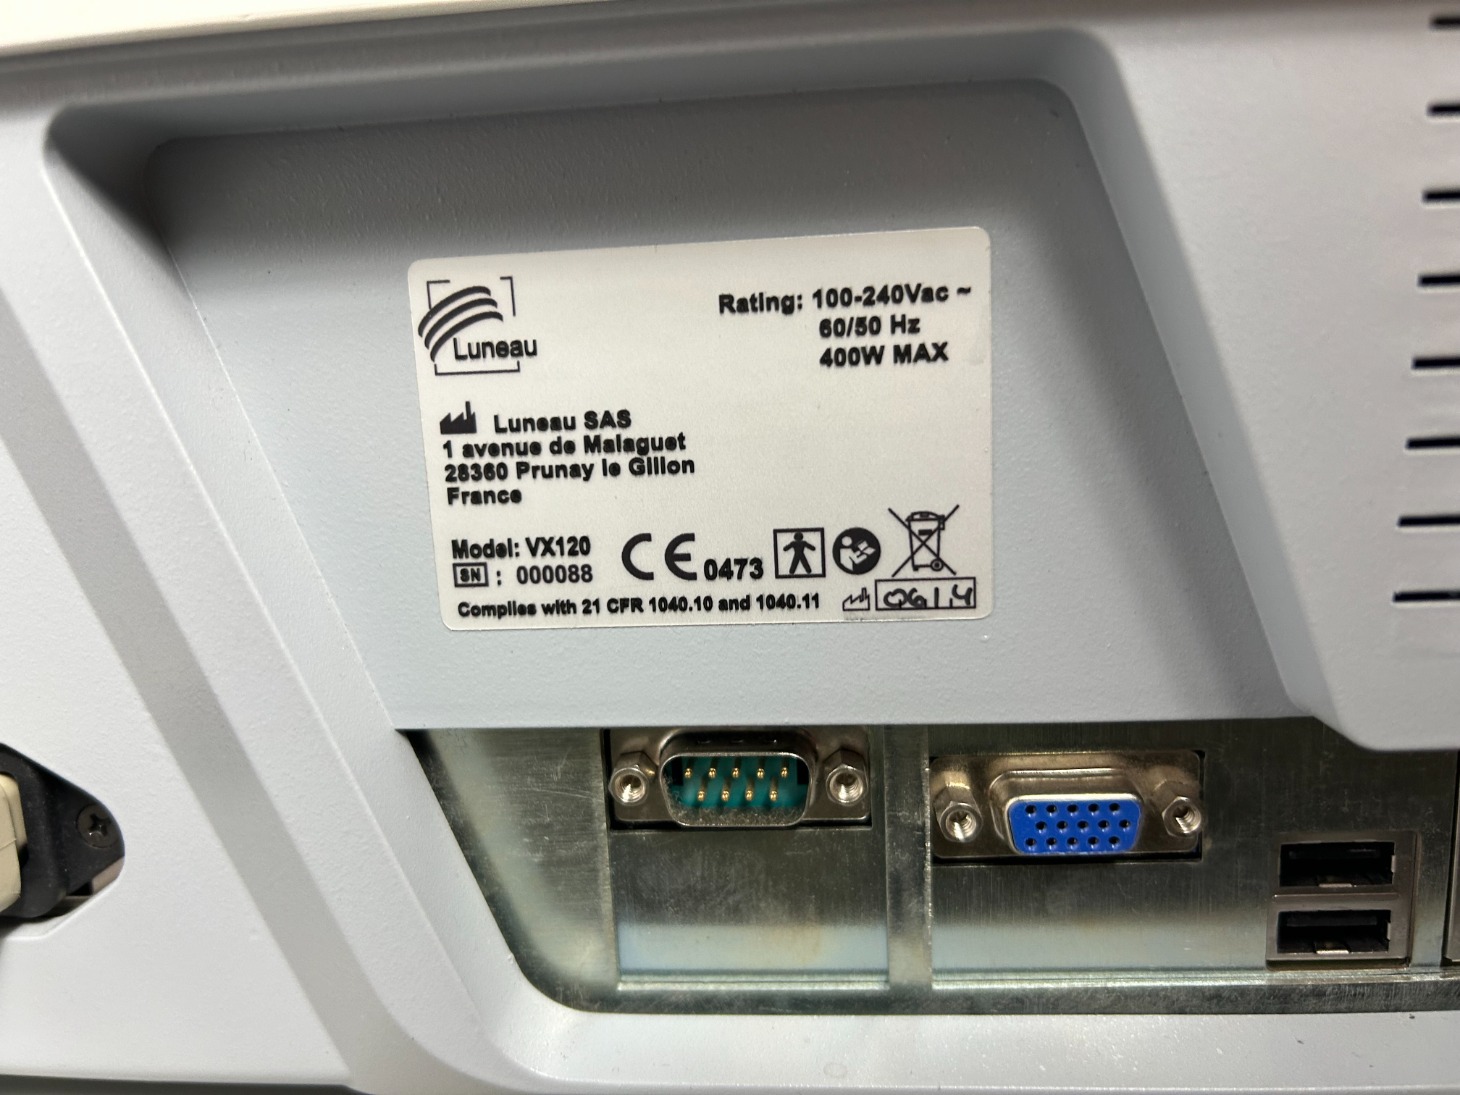 Luneau
Rating: 100-240Vac ~
60/50 Hz
400W MAX
Luneau SAS
1 avenue de Malaguet
28360 Prunay le Gillon
France
Model: VX120
SN : 000088
CE 0473
Complies with 21 CFR 1040.10 and 1040.11